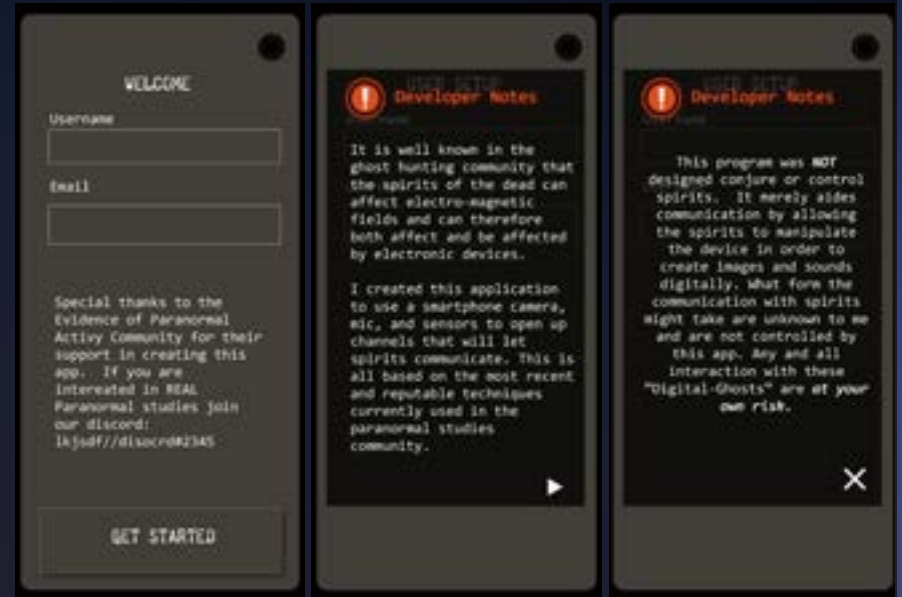 WELCOME
Username
Email
Special thanks to the
Evidence of Paranormal
Activy Community for their
support in creating this
app. If you are
intereated in REAL
Paranormal studies join
our discord:
lkjsdf//disocrd#2345
GET STARTED
USER SETUP
Developer Notes
Username
It is well known in the
ghost hunting community that
the spirits of the dead can
affect electro-magnetic
fields and can therefore
both affect and be affected
by electronic devices.
I created this application
to use a smartphone camera,
mic, and sensors to open up
channels that will let
spirits communicate. This is
all based on the most recent
and reputable techniques
currently used in the
paranormal studies
community.
USER SETUP
Developer Notes
Username
This program was NOT
designed conjure or control
spirits. It merely aides
communication by allowing
the spirits to manipulate
the device in order to
create images and sounds
digitally. What form the
communication with spirits
might take are unknown to me
and are not controlled by
this app. Any and all
interaction with these
"Digital-Ghosts" are at your
own risk.